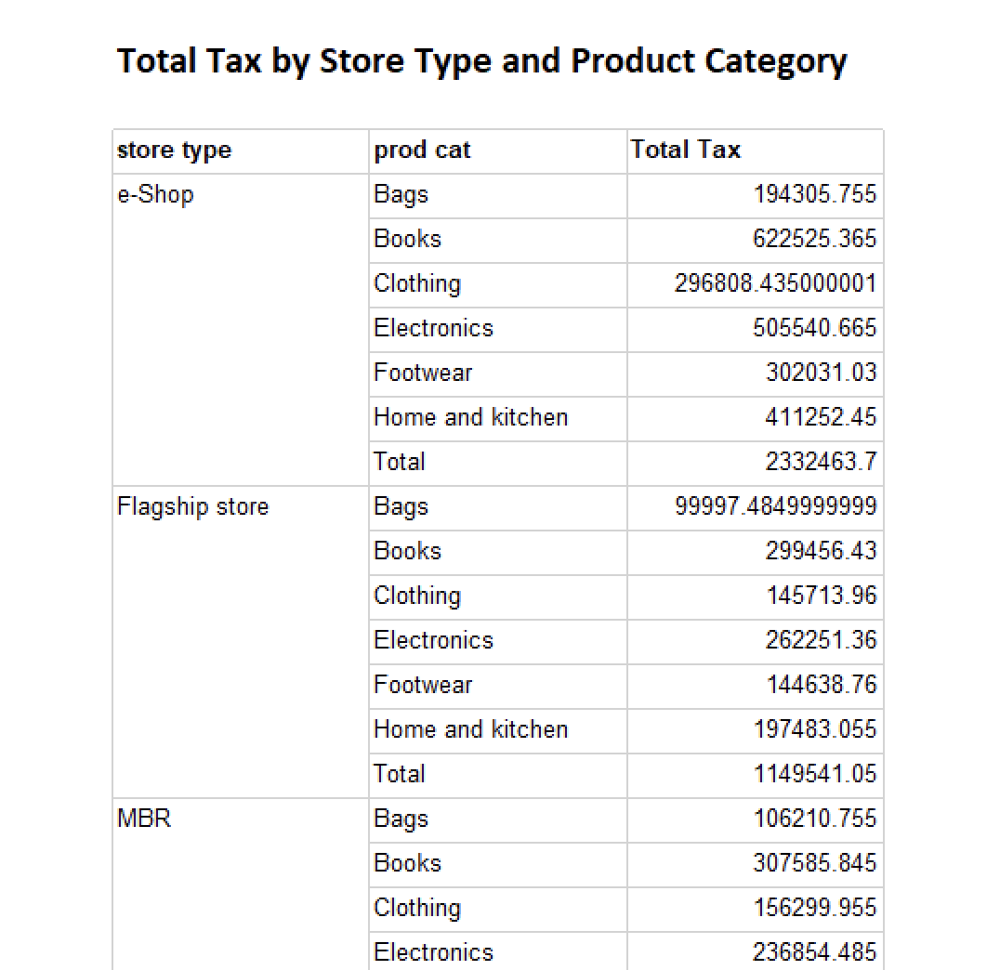 Total Tax by Store Type and Product Category
store type prod cat Total Tax
e-Shop Bags 194305.755
Books 622525.365
Clothing 296808.435000001
Electronics 505540.665
Footwear 302031.03
Home and kitchen 411252.45
Total 2332463.7
Flagship store Bags 99997.4849999999
Books 299456.43
Clothing 145713.96
Electronics 262251.36
Footwear 144638.76
Home and kitchen 197483.055
Total 1149541.05
MBR Bags 106210.755
Books 307585.845
Clothing 156299.955
Electronics 236854.485